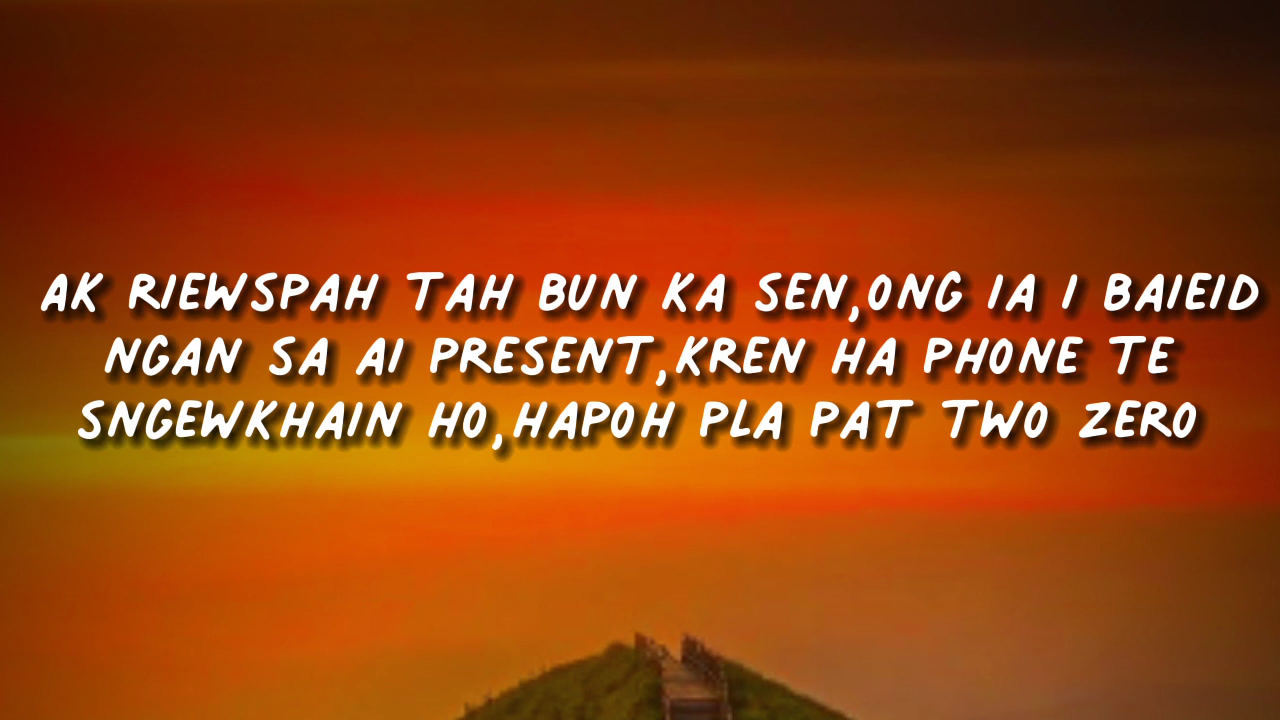 AK RIEWSPAH TAH BUN KA SEN,ONG IA I BAIEID
NGAN SA AI PRESENT,KREN HA PHONE TE
SNGEWKHAIN HO,HAPOH PLA PAT TWO ZERO